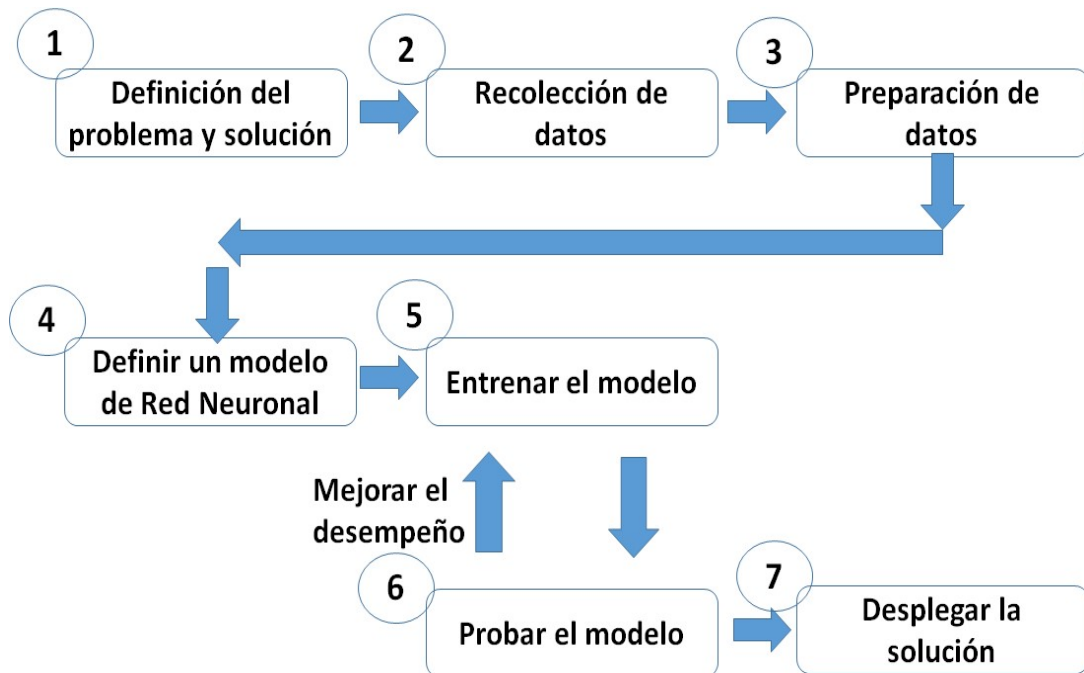 1
Definición del
problema y solución
2
Recolección de
datos
3
Preparación de
datos
4
Definir un modelo
de Red Neuronal
5
Entrenar el modelo
Mejorar el
desempeño
6
Probar el modelo
7
Desplegar la
solución